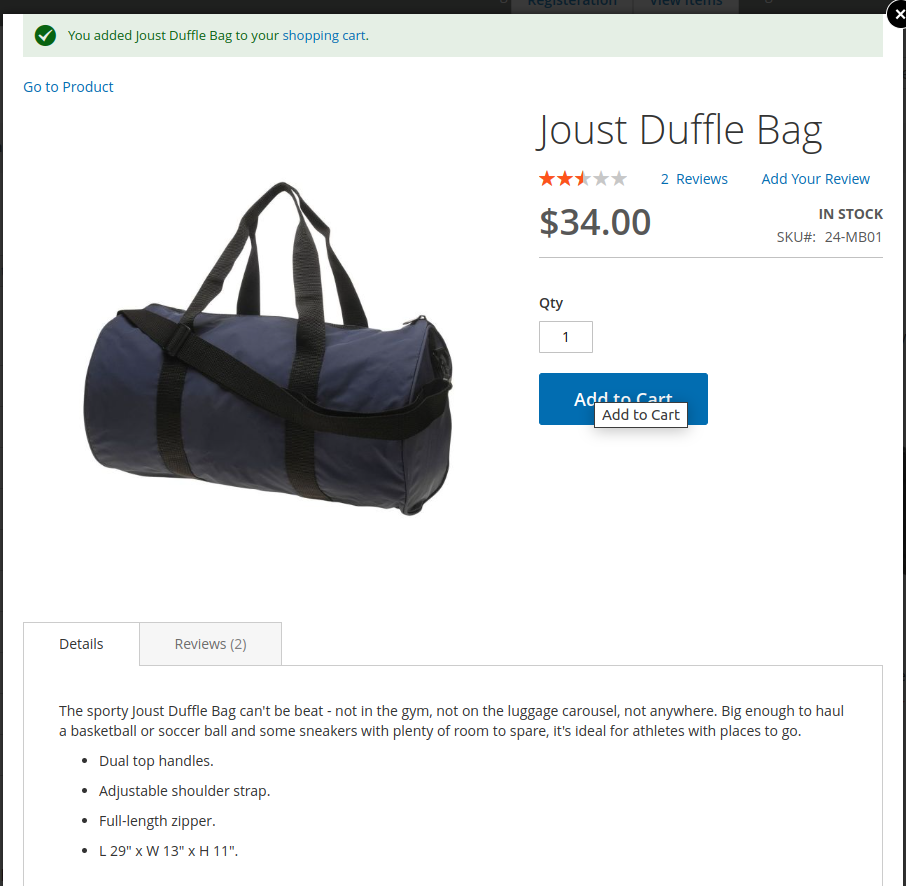 Registeration View Items
You added Joust Duffle Bag to your shopping cart.
Go to Product
Joust Duffle Bag
2 Reviews Add Your Review
$34.00
IN STOCK
SKU#: 24-MB01
Qty
1
Add to Cart
Add to Cart
Details Reviews (2)
The sporty Joust Duffle Bag can't be beat - not in the gym, not on the luggage carousel, not anywhere. Big enough to haul
a basketball or soccer ball and some sneakers with plenty of room to spare, it's ideal for athletes with places to go.
• Dual top handles.
• Adjustable shoulder strap.
• Full-length zipper.
• L 29" x W 13" x H 11".